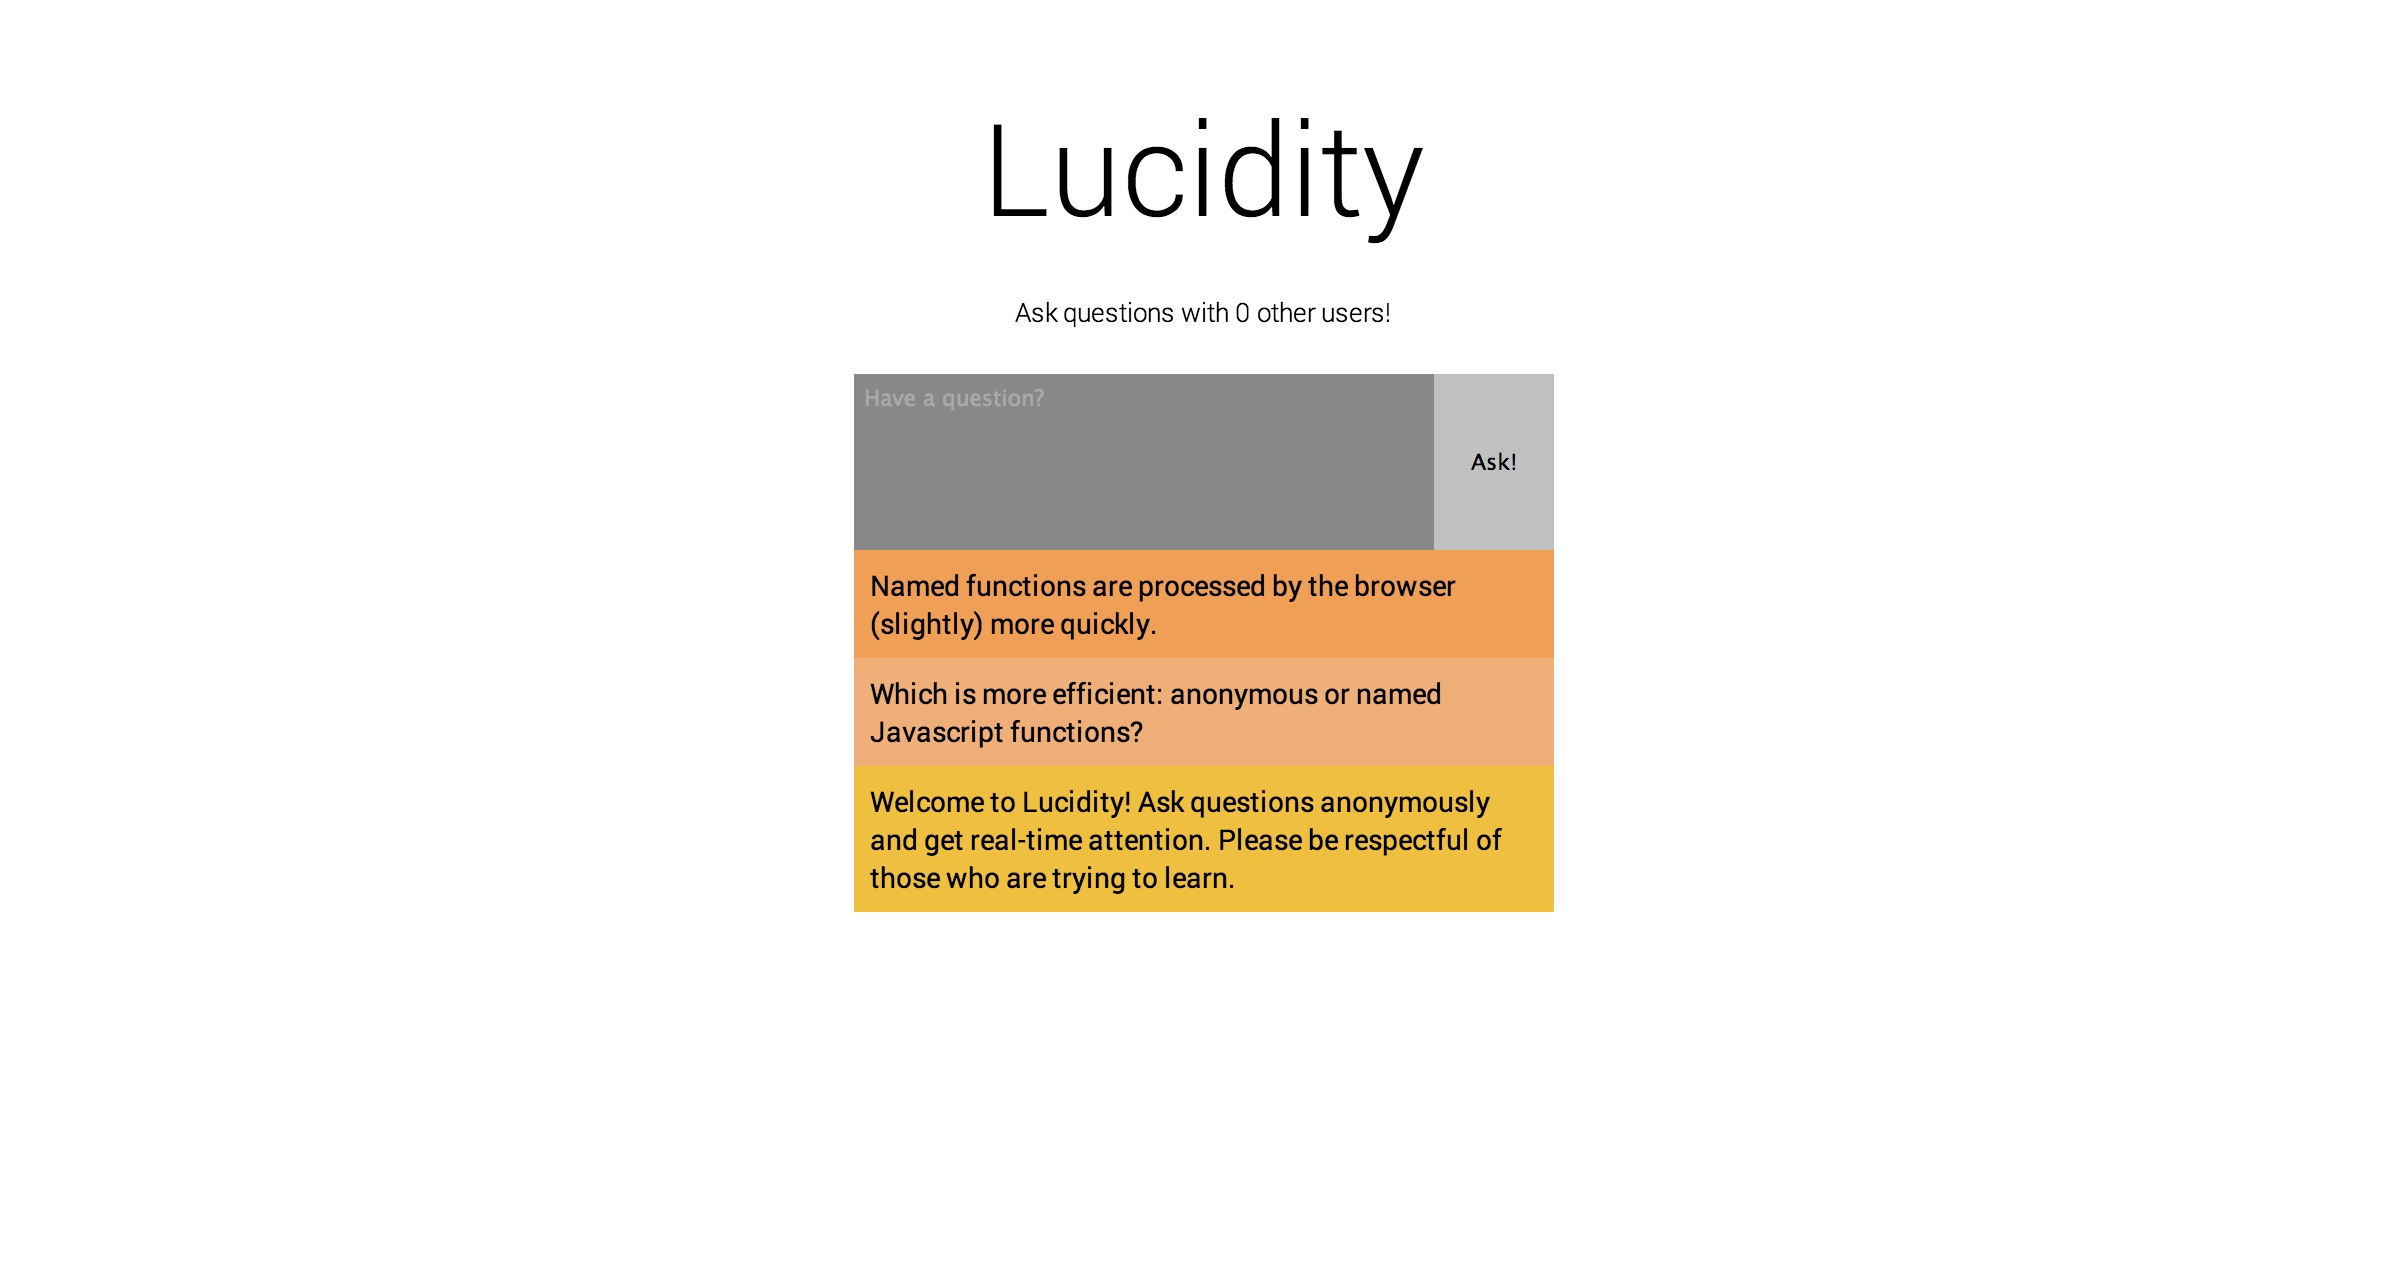 Lucidity
Ask questions with 0 other users!
Have a question?
Ask!
Named functions are processed by the browser
(slightly) more quickly.
Which is more efficient: anonymous or named
Javascript functions?
Welcome to Lucidity! Ask questions anonymously
and get real-time attention. Please be respectful of
those who are trying to learn.